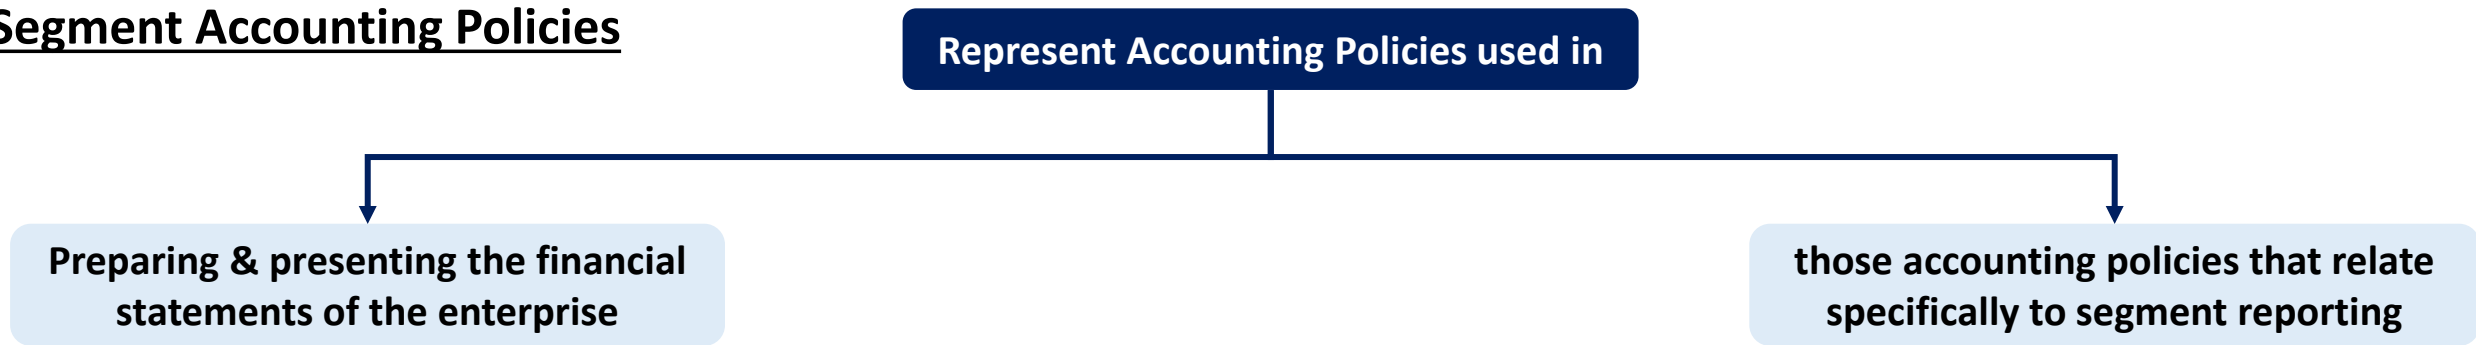 Segment Accounting Policies
Represent Accounting Policies used in
Preparing & presenting the financial
statements of the enterprise
those accounting policies that relate
specifically to segment reporting